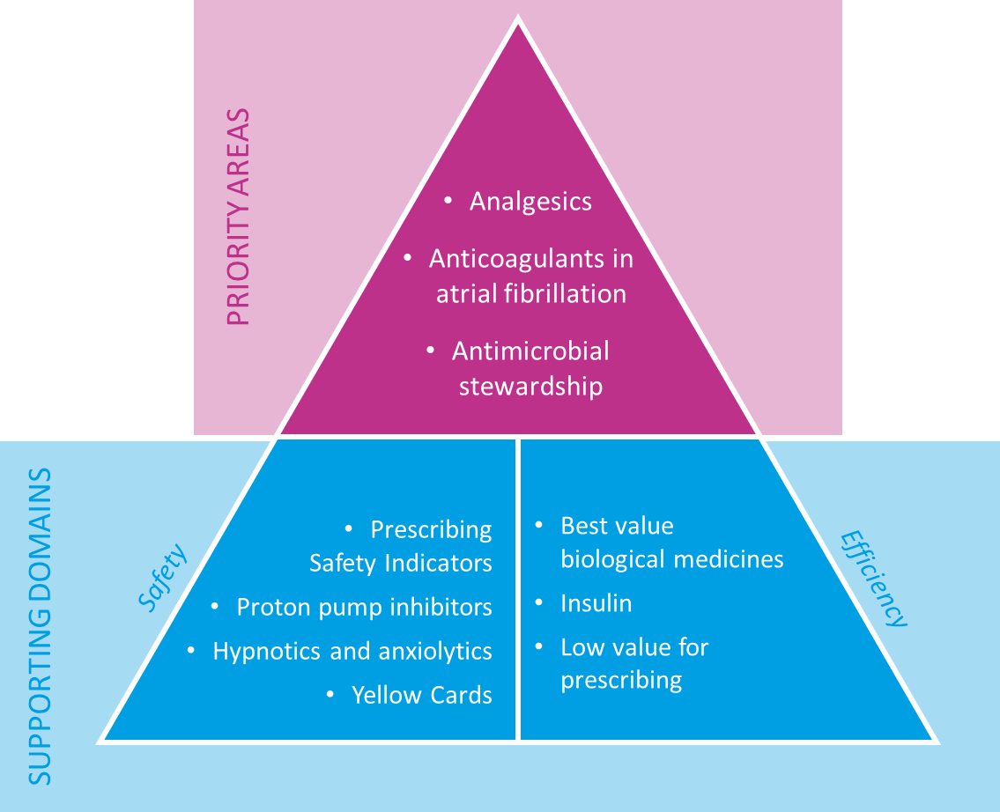 PRIORITY AREAS
• Analgesics
• Anticoagulants in
atrial fibrillation
• Antimicrobial
stewardship
SUPPORTING DOMAINS
Safety
• Prescribing
Safety Indicators
• Proton pump inhibitors
• Hypnotics and anxiolytics
• Yellow Cards
• Best value
biological medicines
• Insulin
• Low value for
prescribing
Efficiency